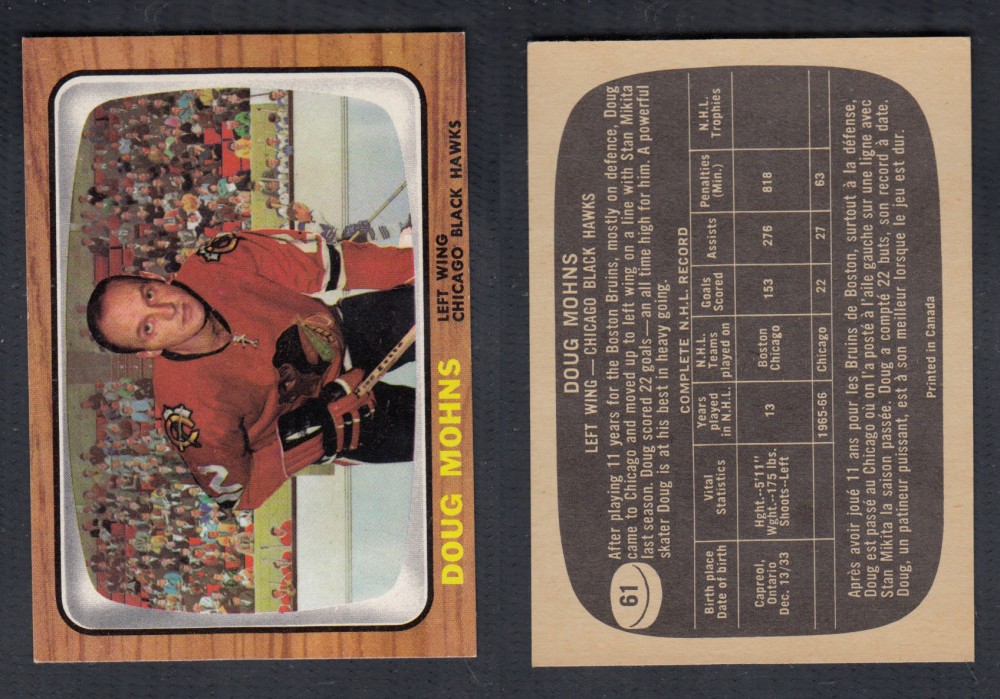 DOUG MOHNS
LEFT WING
CHICAGO BLACK HAWKS
61
DOUG MOHNS
LEFT WING—CHICAGO BLACK HAWKS
After playing 11 years for the Boston Bruins, mostly on defence, Doug
came to Chicago and moved up to left wing on a line with Stan Mikita
last season. Doug scored 22 goals—an all time high for him. A powerful
skater Doug is at his best in heavy going.
COMPLETE N.H.L. RECORD
Birth place Date of birth | Vital Statistics | Years played in N.H.L. | N.H.L. Teams played on | Goals Scored | Assists | Penalties (Min.) | N.H.L. Trophies
Capreol, Ontario Dec. 13/33 | Hght.--5'11" Wght.--175 lbs. Shoots--Left | 13 | Boston Chicago | 153 | 276 | 818
1965-66 | Chicago | 22 | 27 | 63
Après avoir joué 11 ans pour les Bruins de Boston, surtout à la défense,
Doug est passé au Chicago où on l'a posté à l'aile gauche sur une ligne avec
Stan Mikita la saison passée. Doug a compté 22 buts, son record à date.
Doug, un patineur puissant, est à son meilleur lorsque le jeu est dur.
Printed in Canada